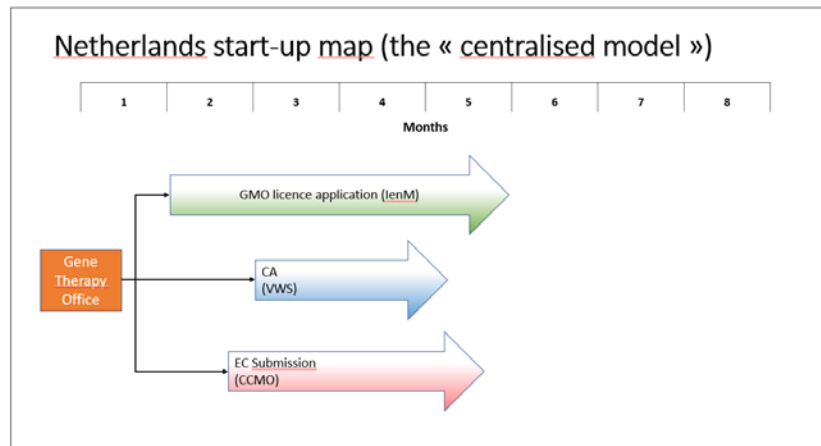 Netherlands start-up map (the « centralised model »)
1 2 3 4 5 6 7 8
Months
GMO licence application (IenM)
Gene
Therapy
Office
CA
(VWS)
EC Submission
(CCMO)